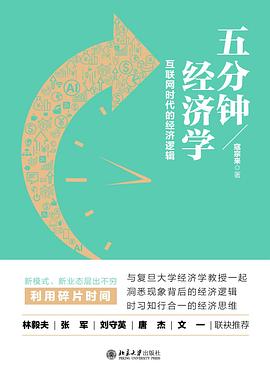 五分钟
经济学
寇宗来 著
互联网时代的经济逻辑
AI
AI
新模式、新业态层出不穷
利用碎片时间
与复旦大学经济学教授一起
洞悉现象背后的经济逻辑
时习知行合一的经济思维
林毅夫｜张 军｜刘守英｜唐 杰｜文 一｜联袂推荐
北京大学出版社